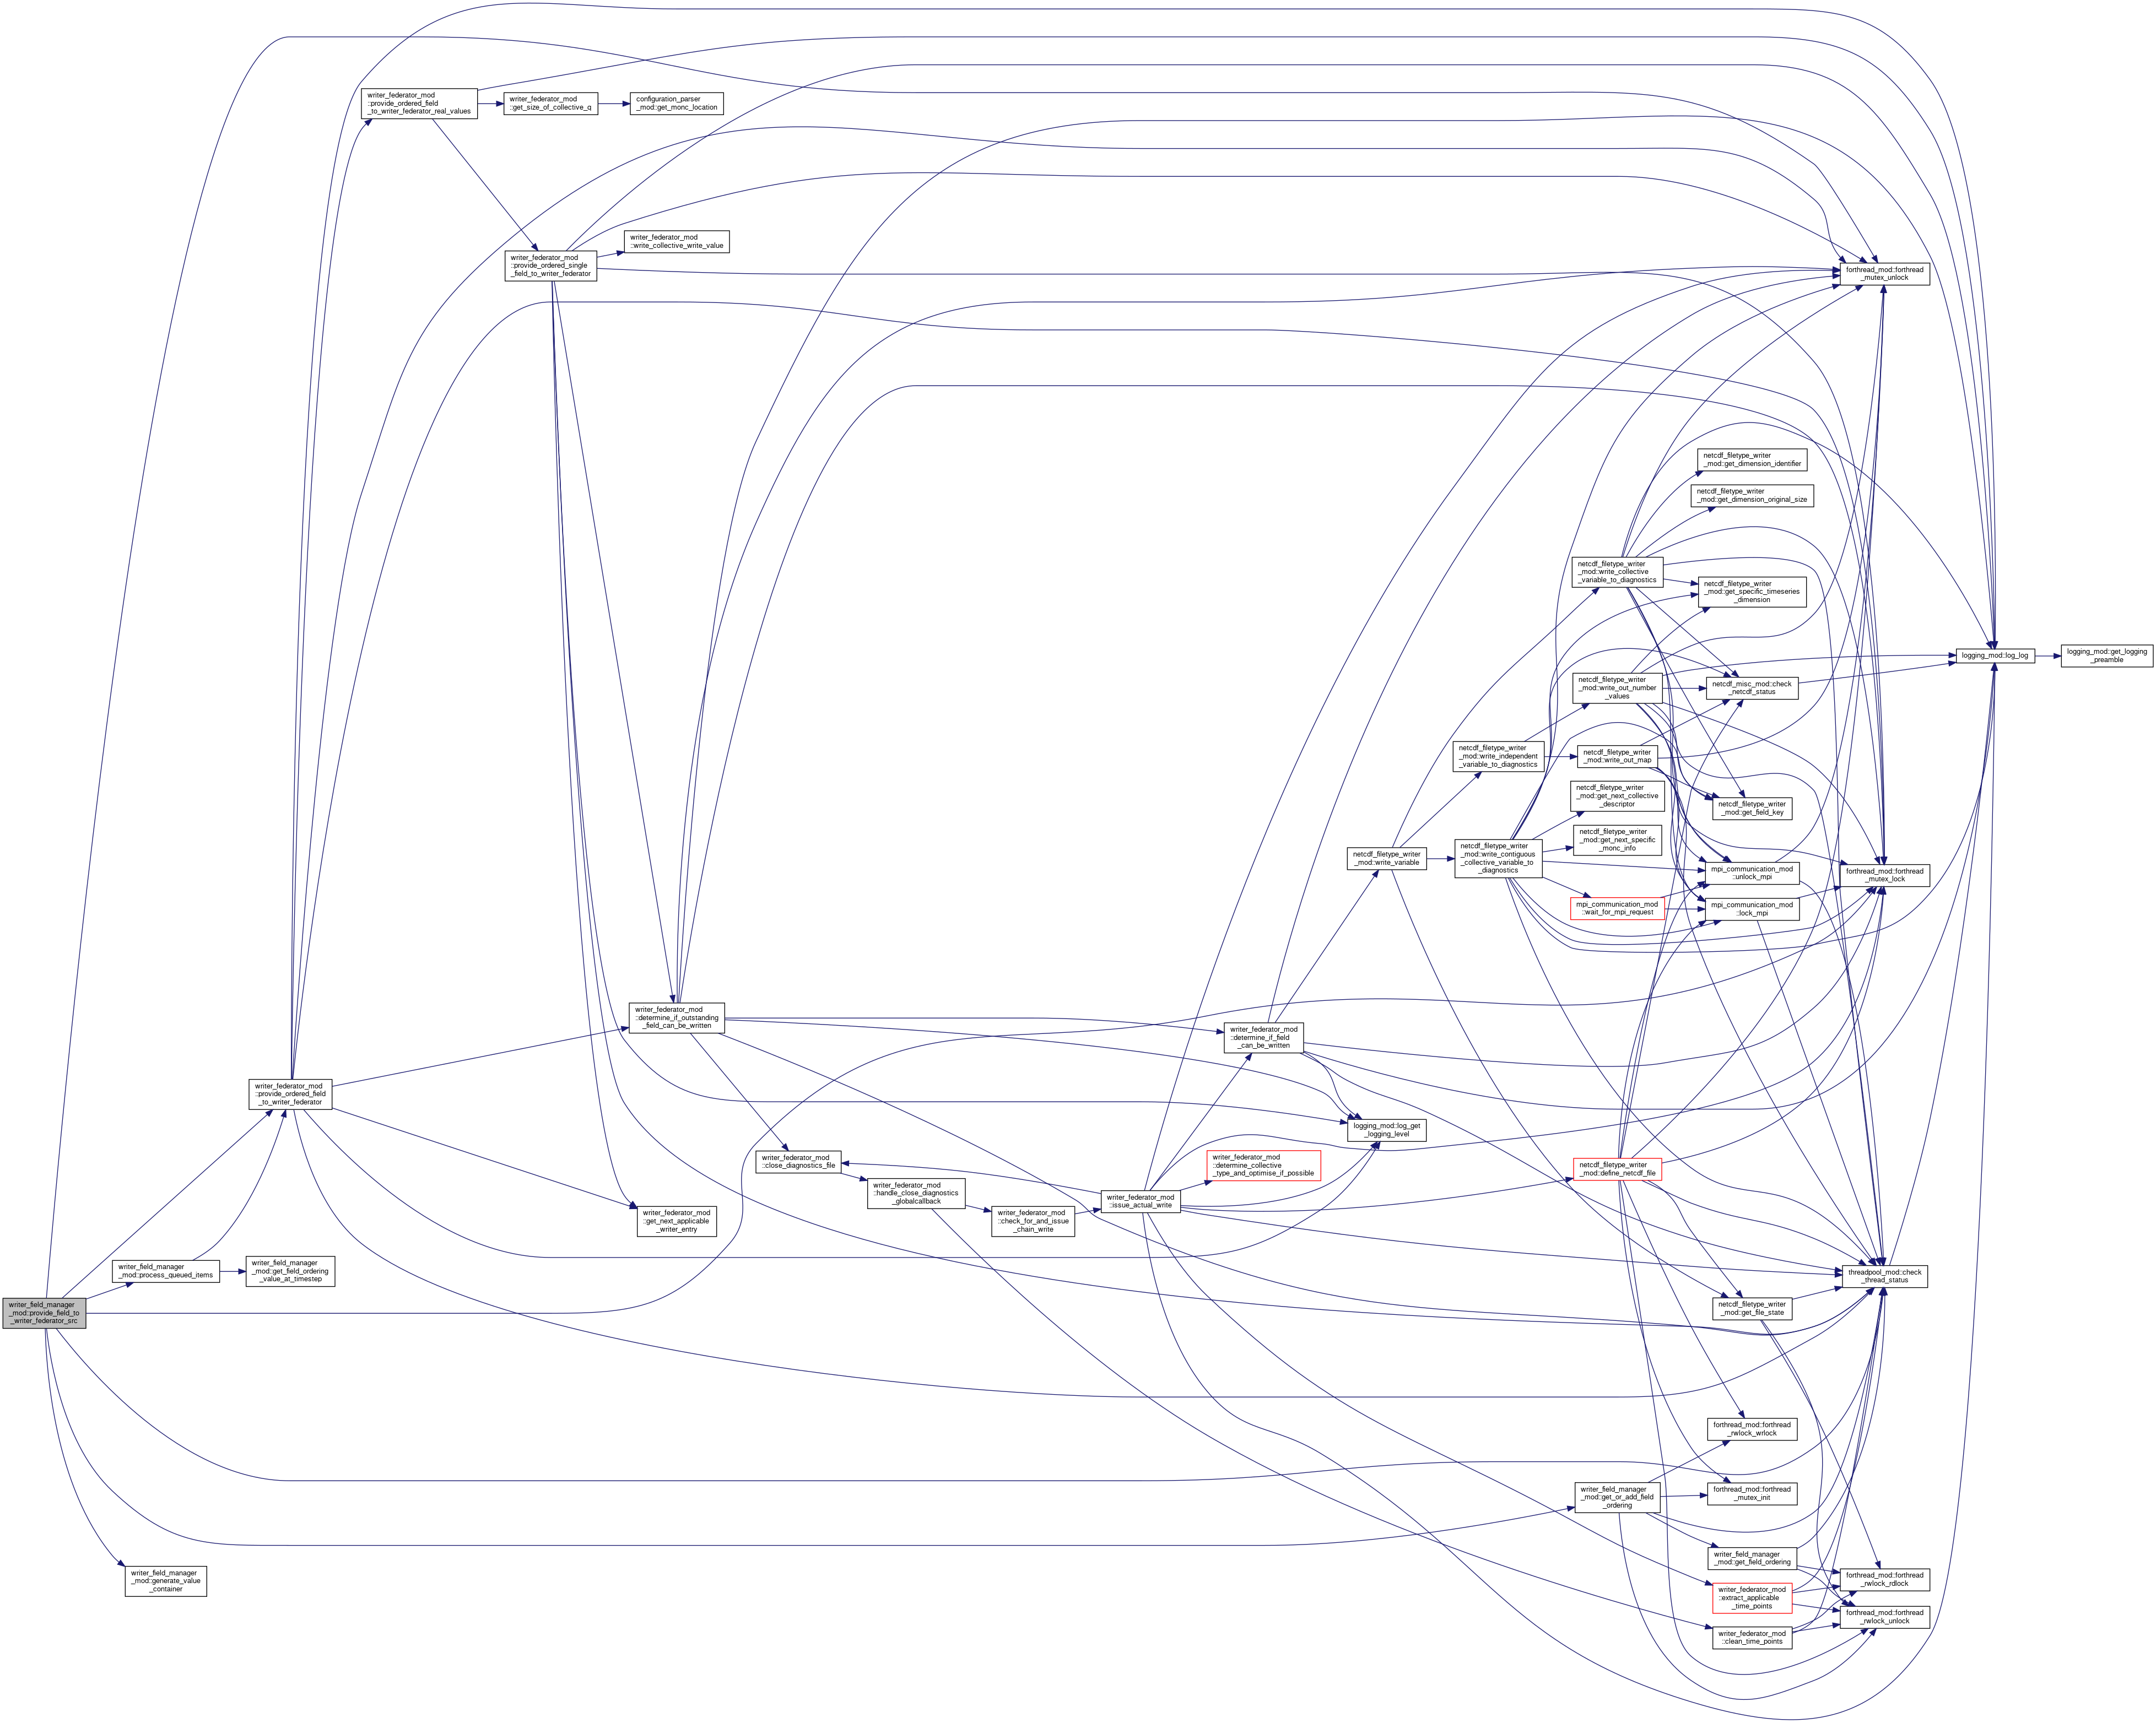 writer_federator_mod
::provide_ordered_field
_to_writer_federator_real_values
writer_federator_mod
::get_size_of_collective_q
configuration_parser
_mod::get_monc_location
writer_federator_mod
::write_collective_write_value
writer_federator_mod
::provide_ordered_single
_field_to_writer_federator
forthread_mod::forthread
_mutex_unlock
netcdf_filetype_writer
_mod::get_dimension_identifier
netcdf_filetype_writer
_mod::get_dimension_original_size
netcdf_filetype_writer
_mod::write_collective
_variable_to_diagnostics
netcdf_filetype_writer
_mod::get_specific_timeseries
_dimension
logging_mod::log_log
logging_mod::get_logging
_preamble
netcdf_filetype_writer
_mod::write_out_number
_values
netcdf_misc_mod::check
_netcdf_status
netcdf_filetype_writer
_mod::write_independent
_variable_to_diagnostics
netcdf_filetype_writer
_mod::write_out_map
netcdf_filetype_writer
_mod::get_next_collective
_descriptor
netcdf_filetype_writer
_mod::get_field_key
netcdf_filetype_writer
_mod::get_next_specific
_monc_info
netcdf_filetype_writer
_mod::write_variable
netcdf_filetype_writer
_mod::write_contiguous
_collective_variable_to
_diagnostics
mpi_communication_mod
::unlock_mpi
forthread_mod::forthread
_mutex_lock
mpi_communication_mod
::wait_for_mpi_request
mpi_communication_mod
::lock_mpi
writer_federator_mod
::determine_if_outstanding
_field_can_be_written
writer_federator_mod
::determine_if_field
_can_be_written
writer_federator_mod
::provide_ordered_field
_to_writer_federator
logging_mod::log_get
_logging_level
writer_federator_mod
::close_diagnostics_file
writer_federator_mod
::determine_collective
_type_and_optimise_if_possible
netcdf_filetype_writer
_mod::define_netcdf_file
writer_federator_mod
::handle_close_diagnostics
_globalcallback
writer_federator_mod
::issue_actual_write
writer_federator_mod
::get_next_applicable
_writer_entry
writer_federator_mod
::check_for_and_issue
_chain_write
writer_field_manager
_mod::process_queued_items
writer_field_manager
_mod::get_field_ordering
_value_at_timestep
threadpool_mod::check
_thread_status
writer_field_manager
_mod::provide_field_to
_writer_federator_src
netcdf_filetype_writer
_mod::get_file_state
forthread_mod::forthread
_rwlock_wrlock
writer_field_manager
_mod::get_or_add_field
_ordering
forthread_mod::forthread
_mutex_init
writer_field_manager
_mod::get_field_ordering
writer_field_manager
_mod::generate_value
_container
forthread_mod::forthread
_rwlock_rdlock
writer_federator_mod
::extract_applicable
_time_points
forthread_mod::forthread
_rwlock_unlock
writer_federator_mod
::clean_time_points